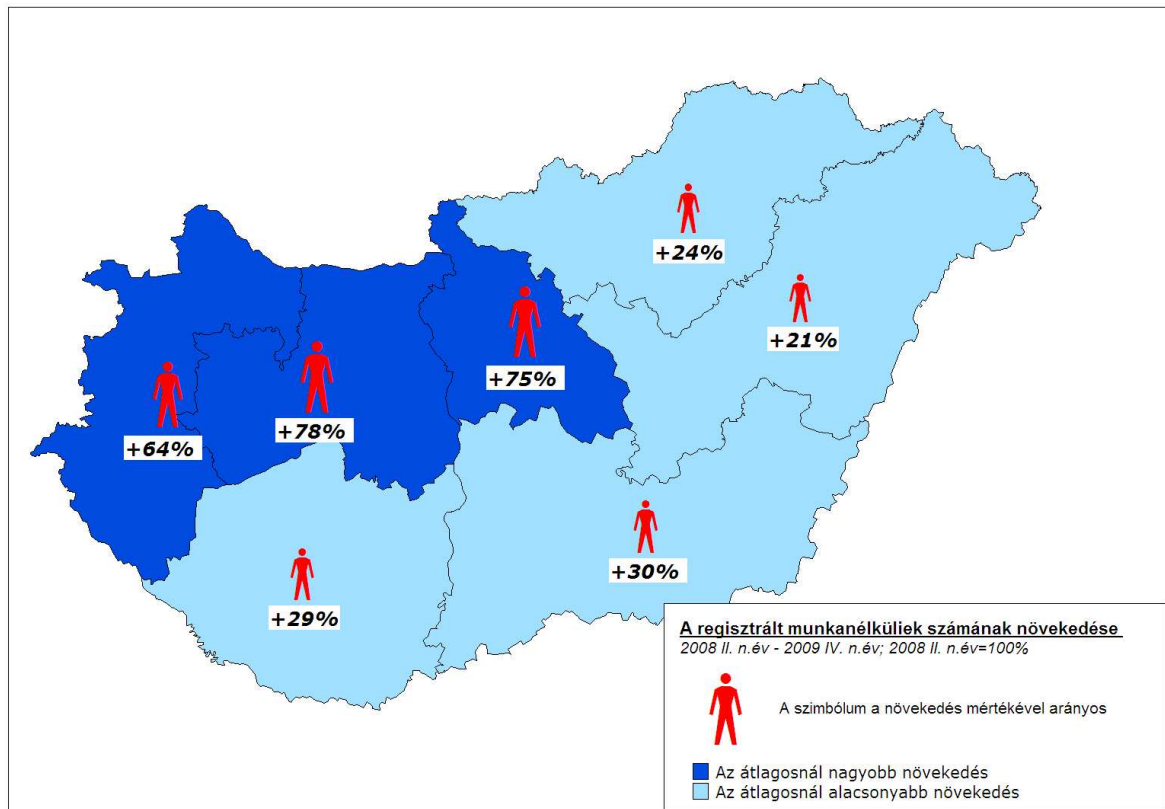 +24%
+21%
+75%
+78%
+64%
+30%
+29%
A regisztrált munkanélküliek számának növekedése
2008 II. n.év - 2009 IV. n.év; 2008 II. n.év=100%
A szimbólum a növekedés mértékével arányos
Az átlagosnál nagyobb növekedés
Az átlagosnál alacsonyabb növekedés